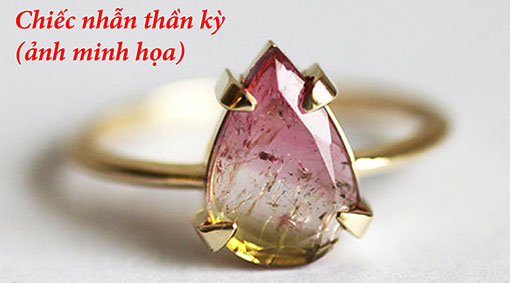 Chiếc nhẫn thần kỳ
(ảnh minh họa)